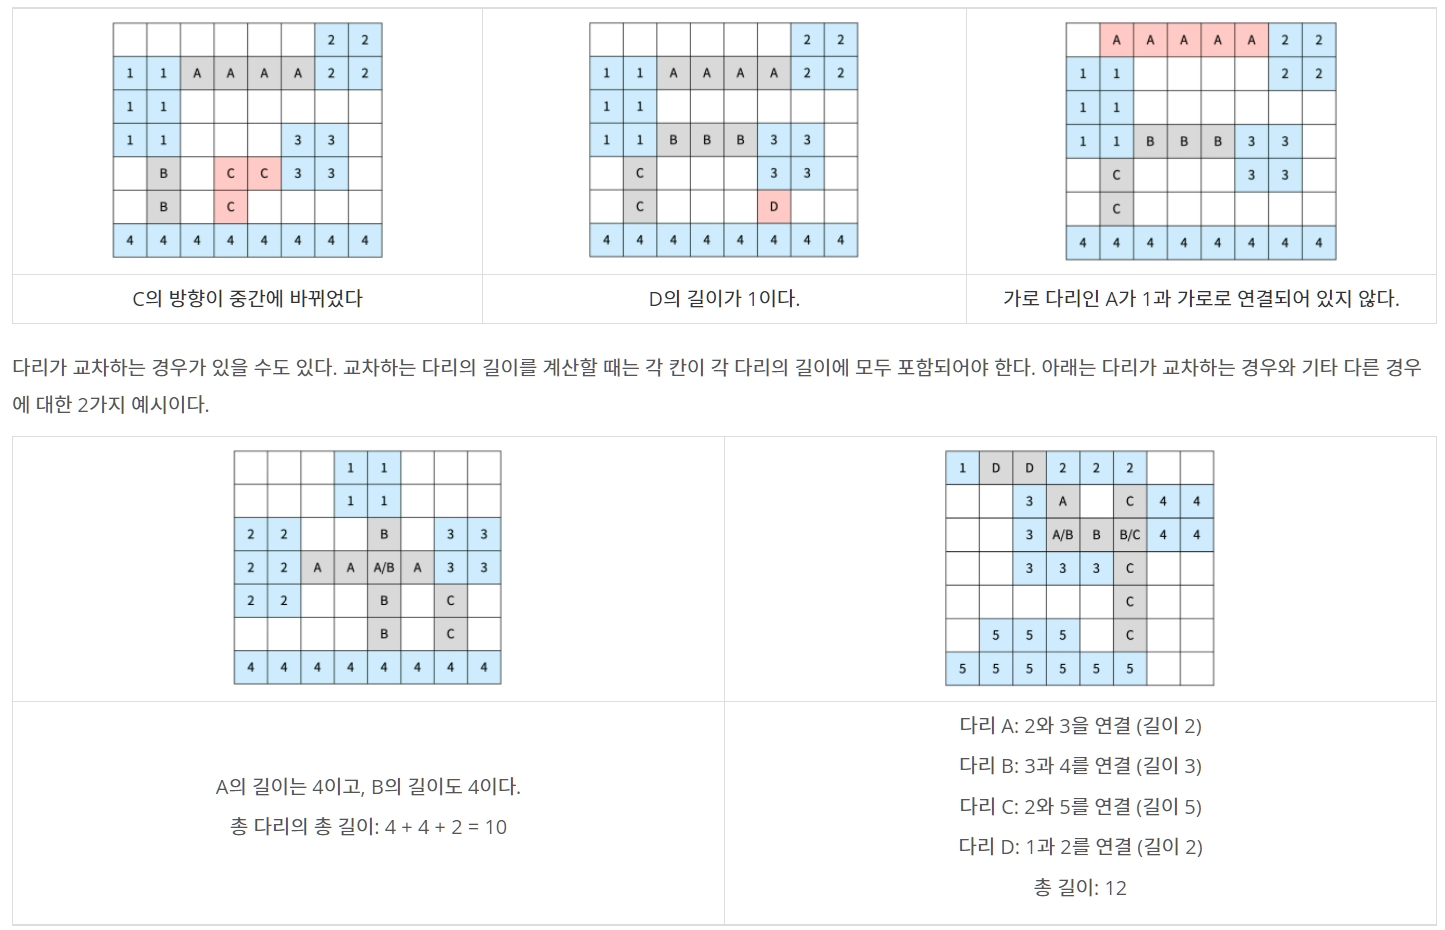 2 2
1 1 A A A A 2 2
1 1
1 1 3 3
B C C 3 3
B C
4 4 4 4 4 4 4 4
2 2
1 1 A A A A 2 2
1 1
1 1 B B B 3 3
C 3 3
C D
4 4 4 4 4 4 4 4
A A A A A 2 2
1 1 2 2
1 1
1 1 B B B 3 3
C 3 3
C
4 4 4 4 4 4 4 4
C의 방향이 중간에 바뀌었다
D의 길이가 1이다.
가로 다리인 A가 1과 가로로 연결되어 있지 않다.
다리가 교차하는 경우가 있을 수도 있다. 교차하는 다리의 길이를 계산할 때는 각 칸이 각 다리의 길이에 모두 포함되어야 한다. 아래는 다리가 교차하는 경우와 기타 다른 경우
에 대한 2가지 예시이다.
1 1
1 1
2 2 B 3 3
2 2 A A A/B A 3 3
2 2 B C
B C
4 4 4 4 4 4 4 4
1 D D 2 2 2
3 A C 4 4
3 A/B B B/C 4 4
3 3 3 C
C
5 5 5 C
5 5 5 5 5 5
A의 길이는 4이고, B의 길이도 4이다.
총 다리의 총 길이: 4 + 4 + 2 = 10
다리 A: 2와 3을 연결 (길이 2)
다리 B: 3과 4를 연결 (길이 3)
다리 C: 2와 5를 연결 (길이 5)
다리 D: 1과 2를 연결 (길이 2)
총 길이: 12